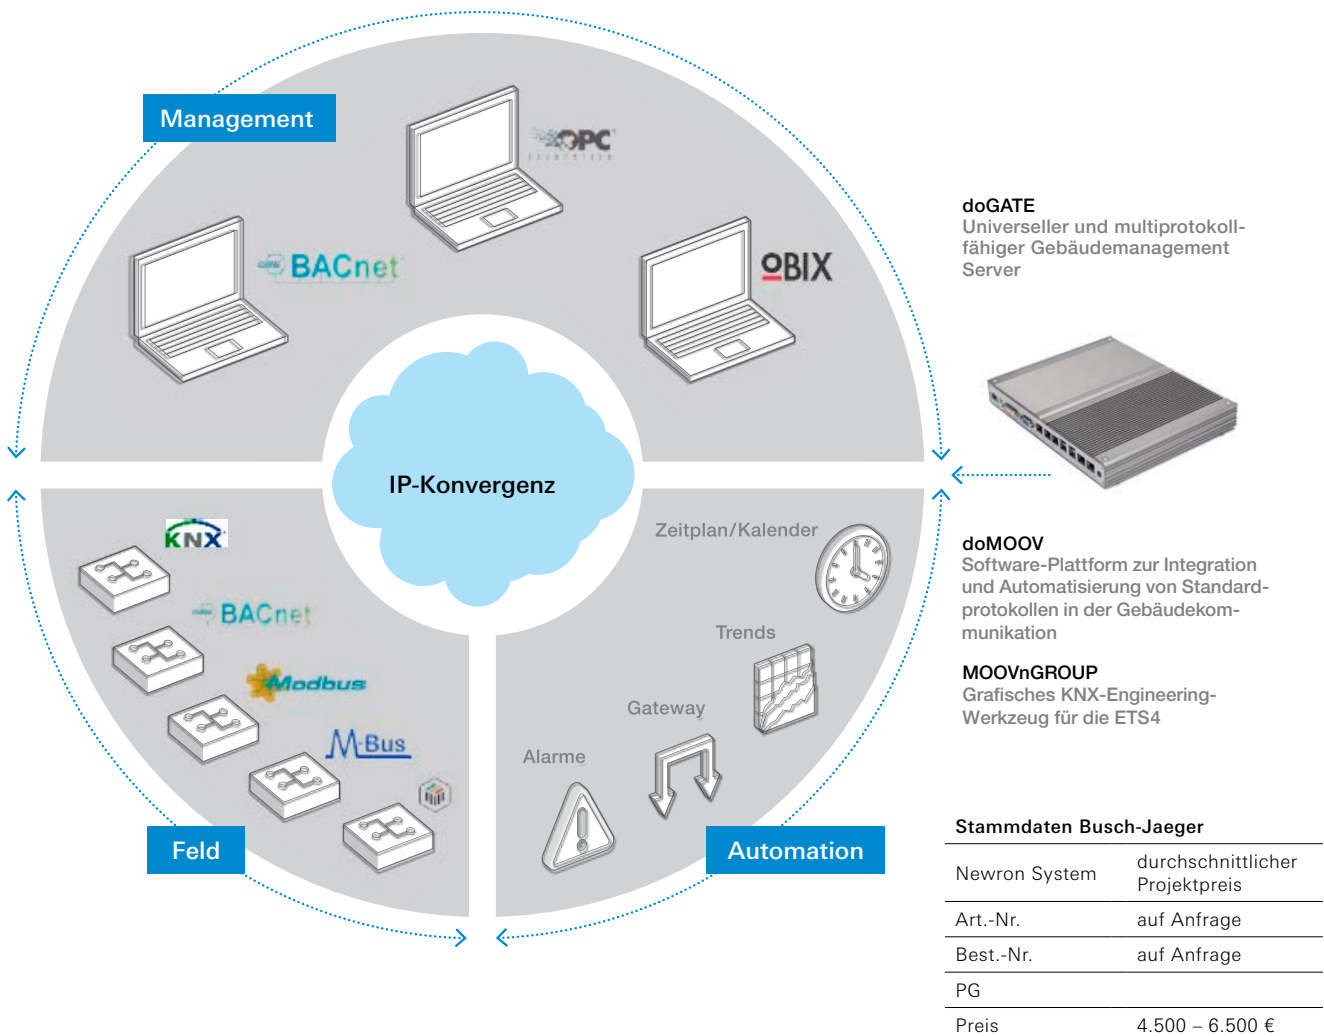 Management
OPC
BACnet
OBIX
IP-Konvergenz
KNX
BACnet
Modbus
M-Bus
Feld
Zeitplan/Kalender
Trends
Gateway
Alarme
Automation
doGATE
Universeller und multiprotokoll-
fähiger Gebäudemanagement
Server
doMOOV
Software-Plattform zur Integration
und Automatisierung von Standard-
protokollen in der Gebäudekom-
munikation
MOOVnGROUP
Grafisches KNX-Engineering-
Werkzeug für die ETS4
Stammdaten Busch-Jaeger
Newron System durchschnittlicher
Projektpreis
Art.-Nr. auf Anfrage
Best.-Nr. auf Anfrage
PG
Preis 4.500 – 6.500 €